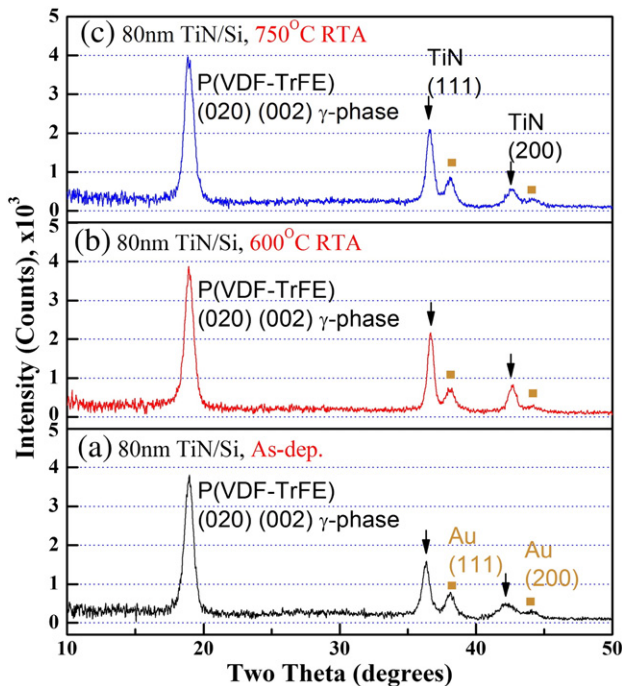 (c) 80nm TiN/Si, 750°C RTA
P(VDF-TrFE)
(020) (002) γ-phase
TiN
(111)
TiN
(200)
5
4
3
2
1
0
(b) 80nm TiN/Si, 600°C RTA
P(VDF-TrFE)
(020) (002) γ-phase
5
4
3
2
1
0
(a) 80nm TiN/Si, As-dep.
P(VDF-TrFE)
(020) (002) γ-phase
Au
(111)
Au
(200)
5
4
3
2
1
0
10 20 30 40 50
Two Theta (degrees)
Intensity (Counts), x10³